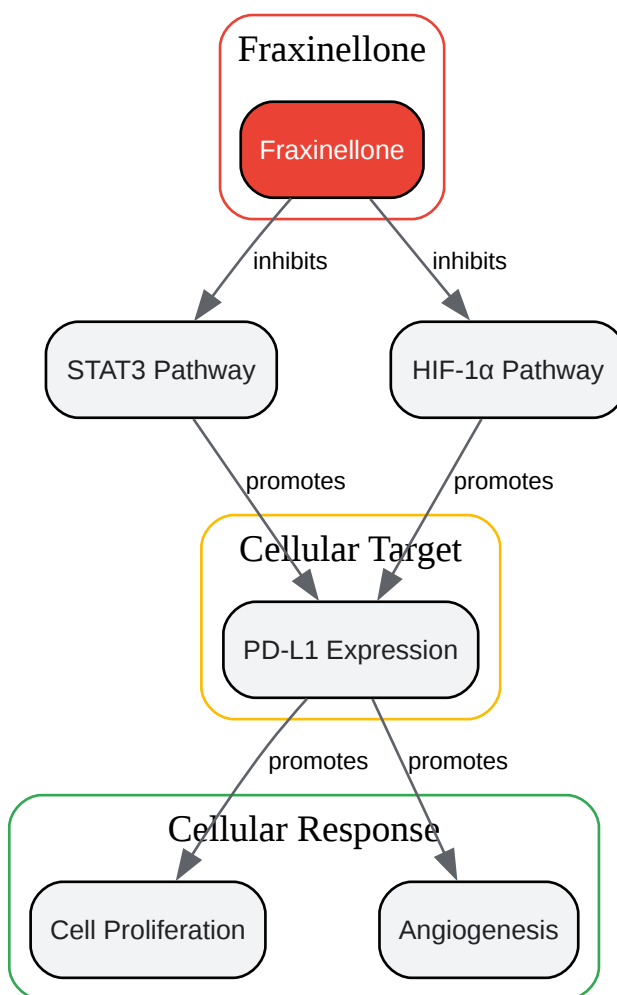 Fraxinellone
Fraxinellone
inhibits
inhibits
STAT3 Pathway
HIF-1α Pathway
promotes
promotes
Cellular Target
PD-L1 Expression
promotes
promotes
Cellular Response
Cell Proliferation
Angiogenesis